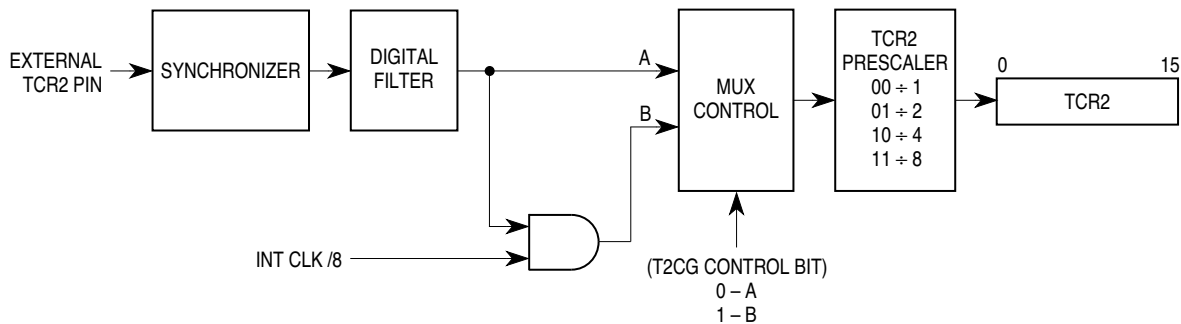 EXTERNAL
TCR2 PIN
SYNCHRONIZER
DIGITAL
FILTER
A
B
MUX
CONTROL
TCR2
PRESCALER
00 ÷ 1
01 ÷ 2
10 ÷ 4
11 ÷ 8
0 15
TCR2
INT CLK /8
(T2CG CONTROL BIT)
0 – A
1 – B